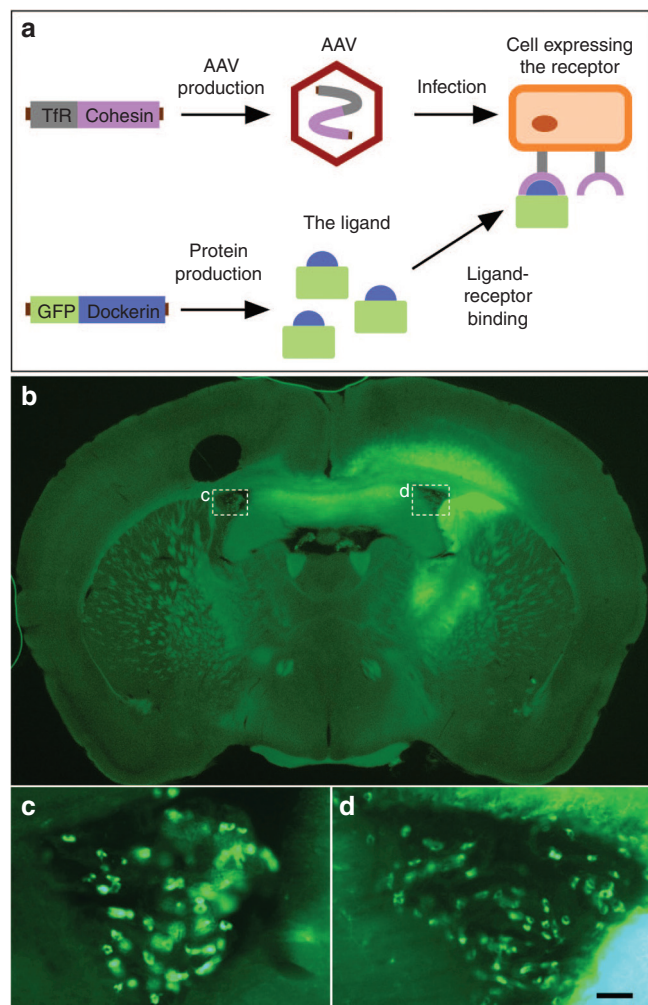 a
AAV
production
AAV
Infection
Cell expressing
the receptor
TfR Cohesin
Protein
production
The ligand
Ligand-
receptor
binding
GFP Dockerin
b
c
d
c
d